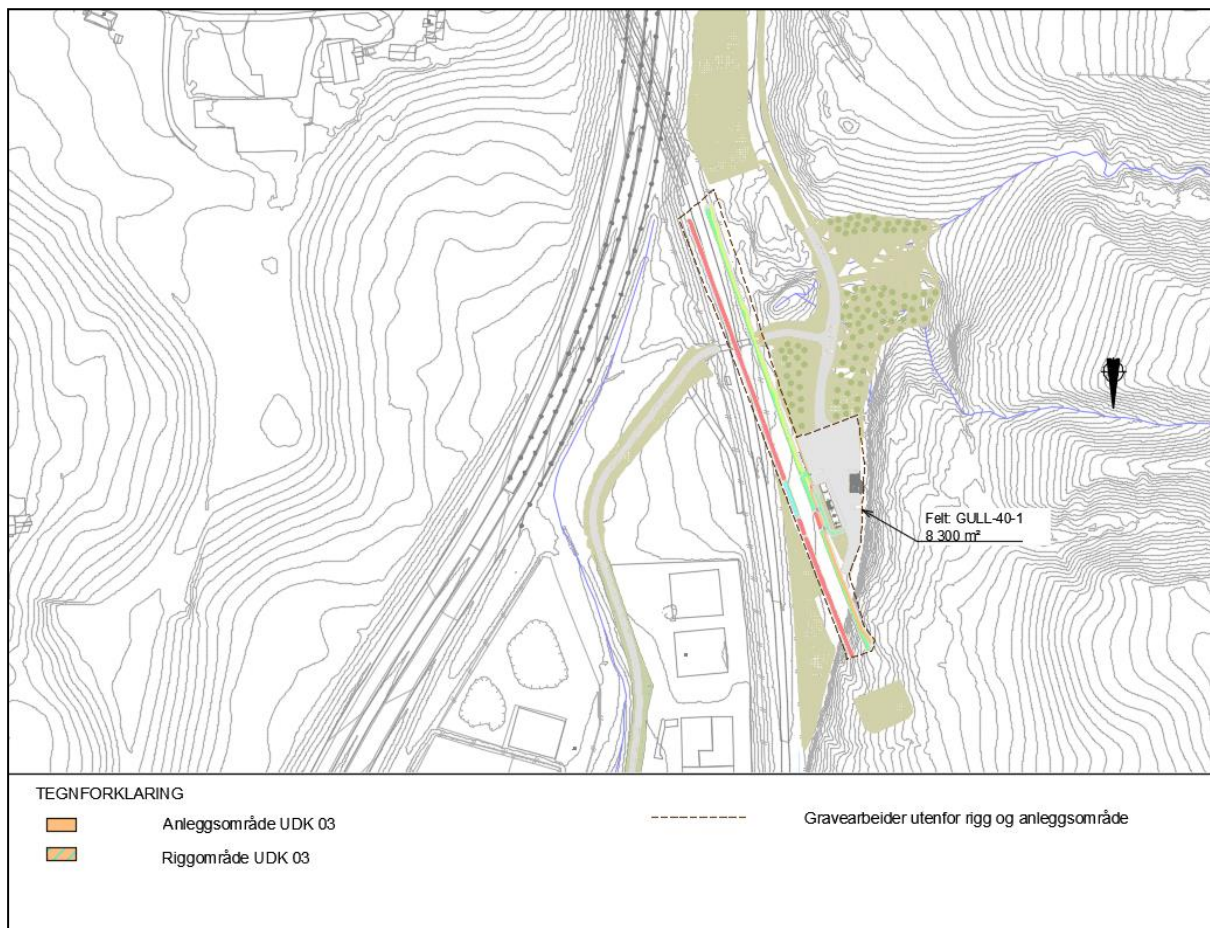 Felt: GULL-40-1
8 300 m²
TEGNFORKLARING
Anleggsområde UDK 03
Riggområde UDK 03
Gravearbeider utenfor rigg og anleggsområde